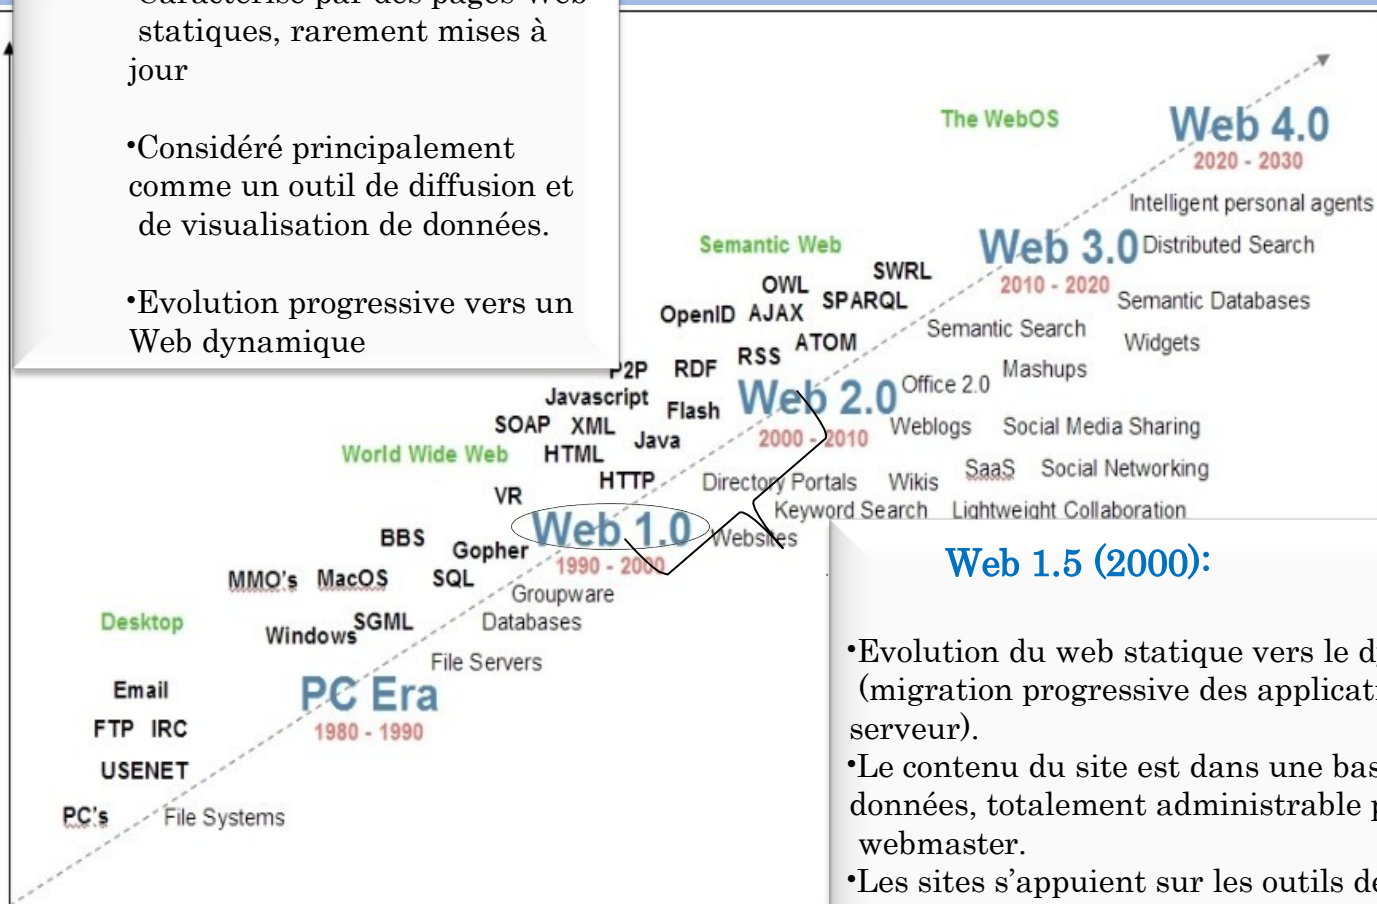 Caractérisé par des pages Web
statiques, rarement mises à
jour
•Considéré principalement
comme un outil de diffusion et
de visualisation de données.
•Evolution progressive vers un
Web dynamique
The WebOS
Web 4.0
2020 - 2030
Intelligent personal agents
Semantic Web
Web 3.0
Distributed Search
2010 - 2020
SWRL
OWL
SPARQL
Semantic Databases
OpenID AJAX
Semantic Search
ATOM
Widgets
RSS
P2P RDF
Mashups
Office 2.0
Javascript
Flash
Web 2.0
2000 - 2010
SOAP XML
Java
Weblogs
Social Media Sharing
World Wide Web
HTML
HTTP
Directory Portals
Wikis
SaaS
Social Networking
VR
Keyword Search
Lightweight Collaboration
Web 1.0
Websites
1990 - 2000
BBS
Gopher
MMO's MacOS SQL
Groupware
Desktop
Windows
SGML
Databases
File Servers
Email
PC Era
1980 - 1990
FTP IRC
USENET
PC's
File Systems
Web 1.5 (2000):
•Evolution du web statique vers le
(migration progressive des
serveur).
•Le contenu du site est dans une
données, totalement administrable
webmaster.
•Les sites s’appuient sur les outils